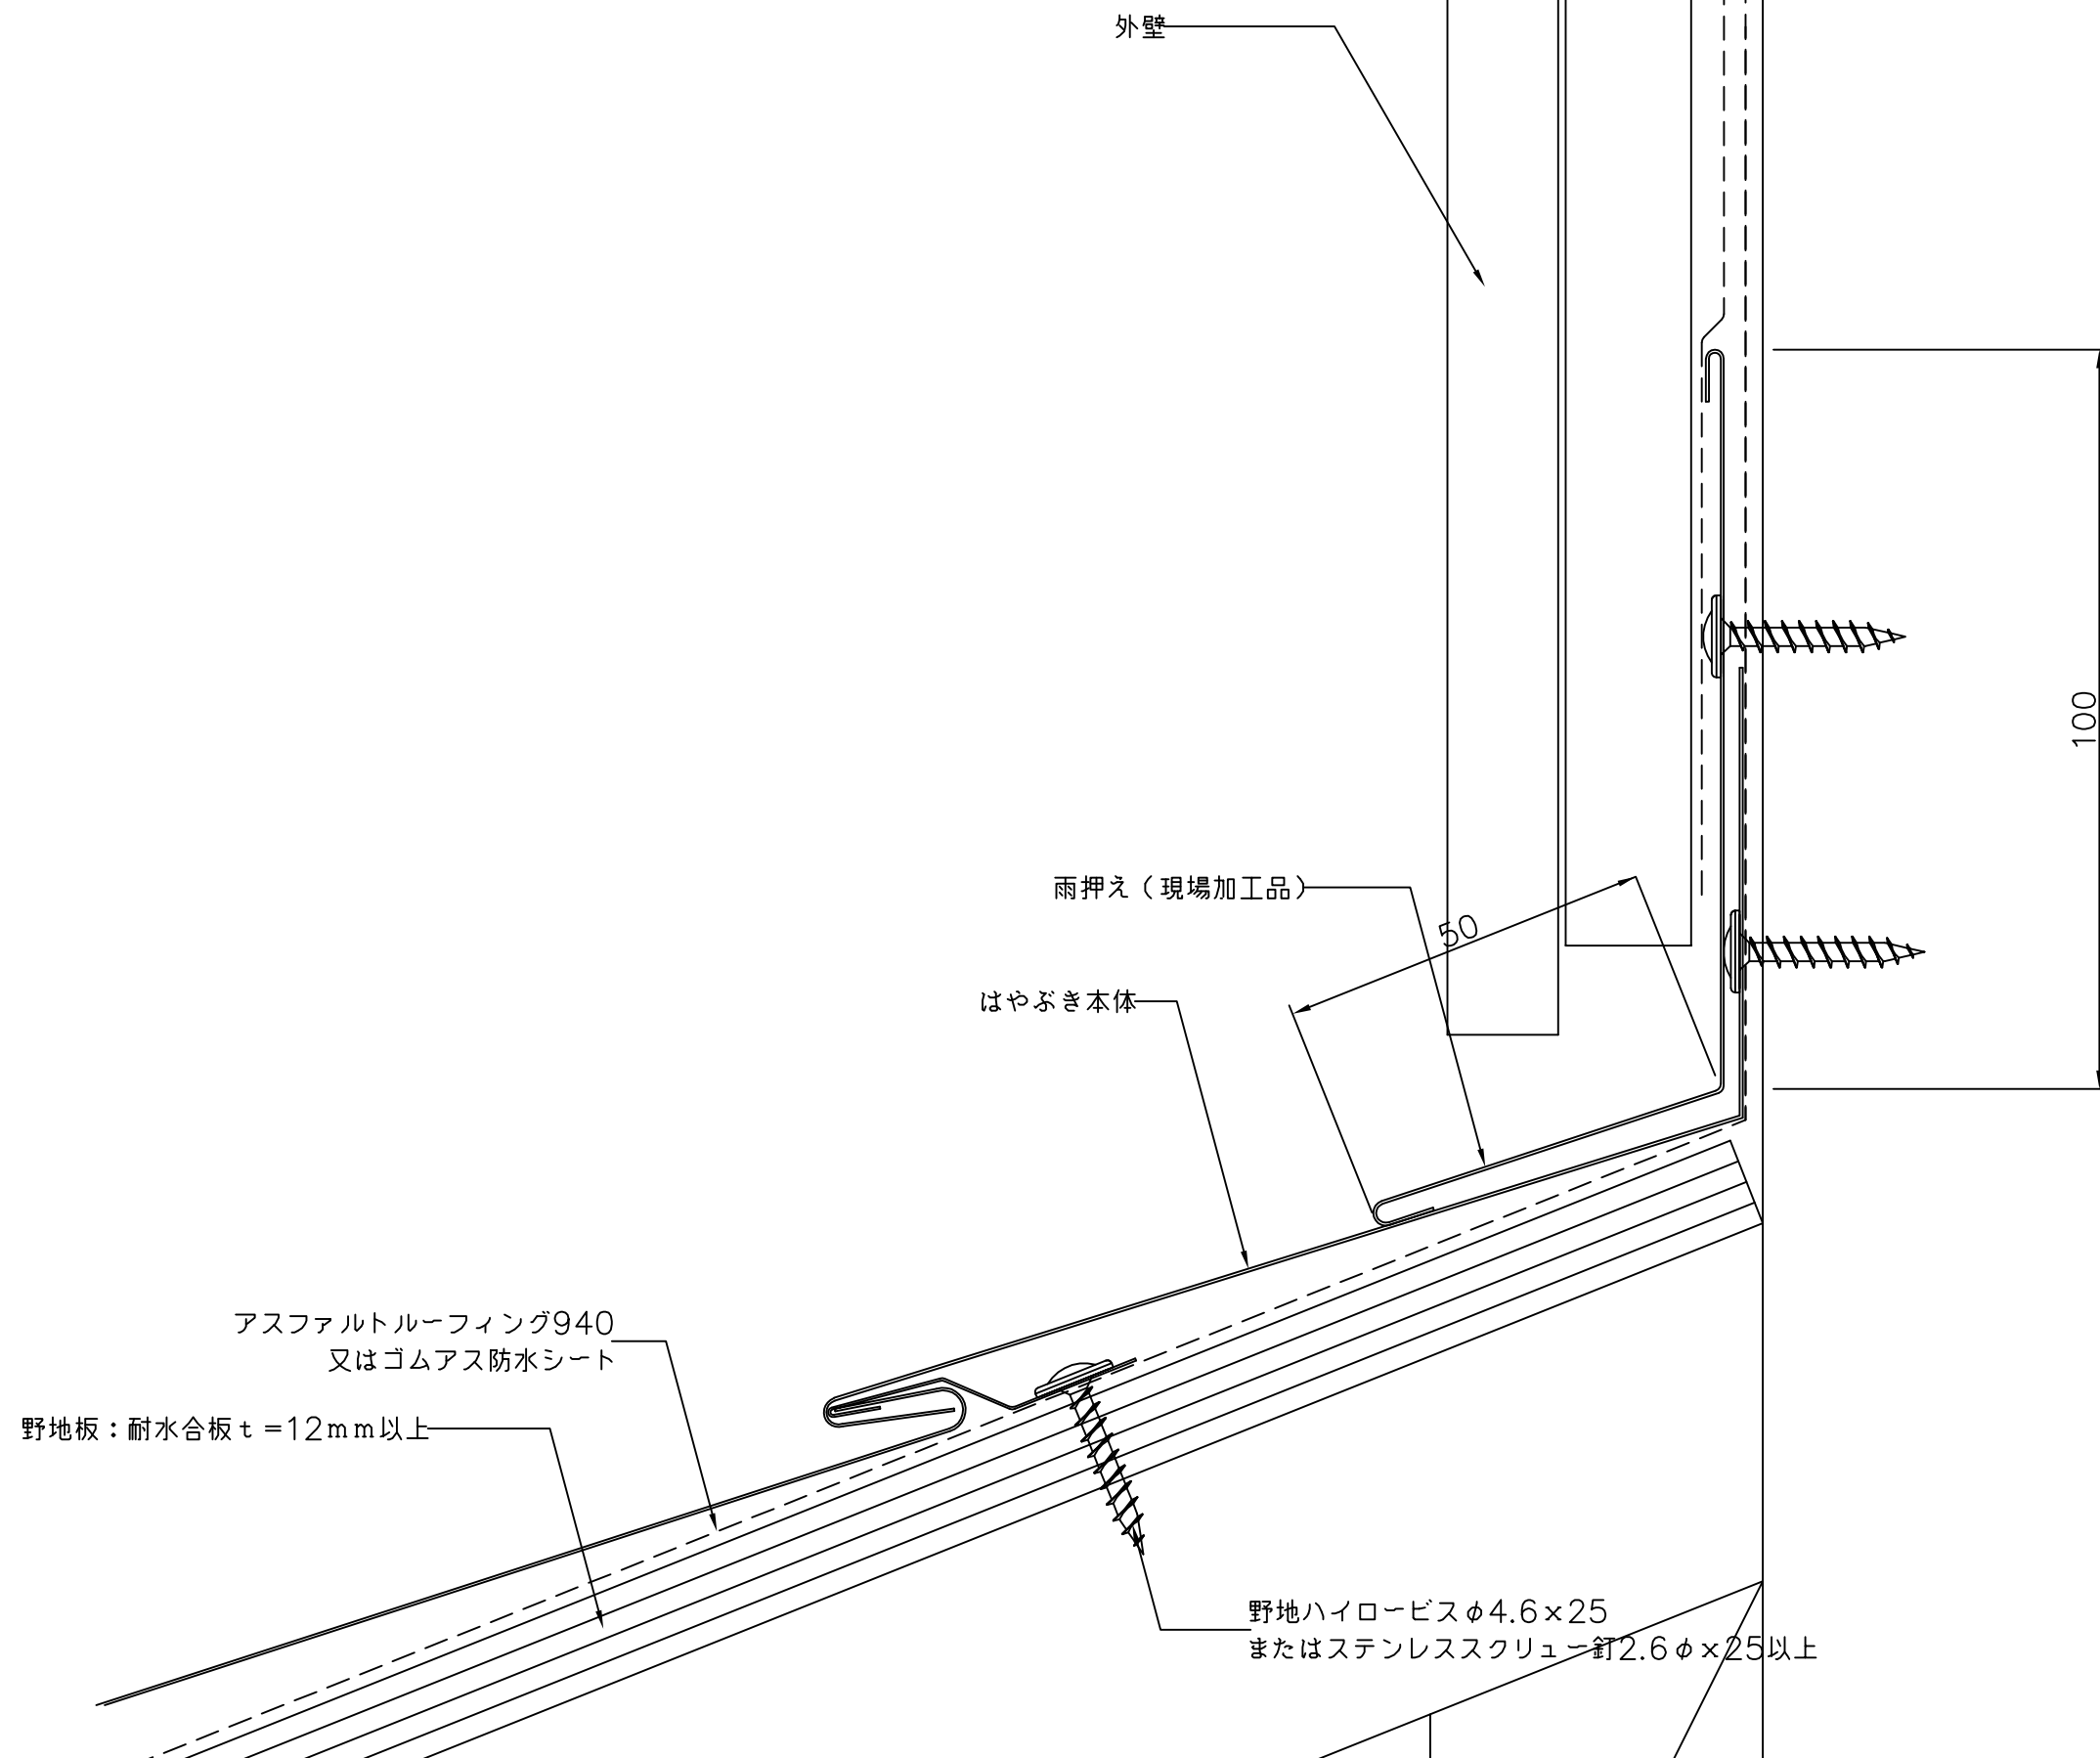 外壁
100
雨押え（現場加工品）
50
はやぶき本体
アスファルトルーフィング940
又はゴムアス防水シート
野地板：耐水合板ｔ＝12ｍｍ以上
野地ハイロービスφ4.6×25
またはステンレススクリュー釘2.6φ×25以上